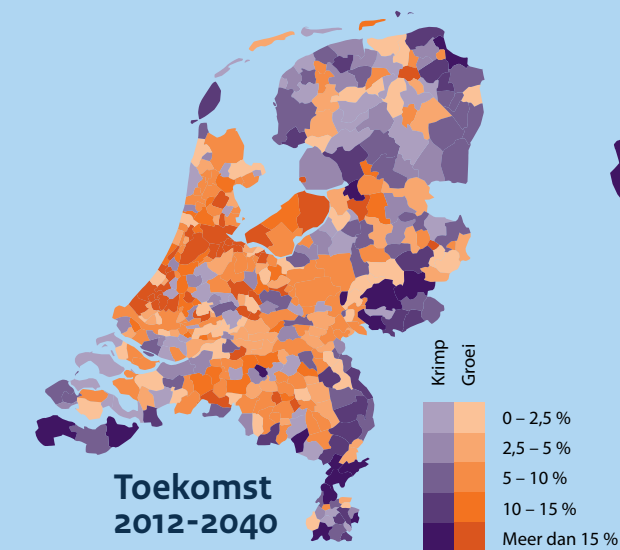 Krimp
Groei
0 – 2,5 %
2,5 – 5 %
5 – 10 %
10 – 15 %
Meer dan 15 %
Toekomst
2012-2040